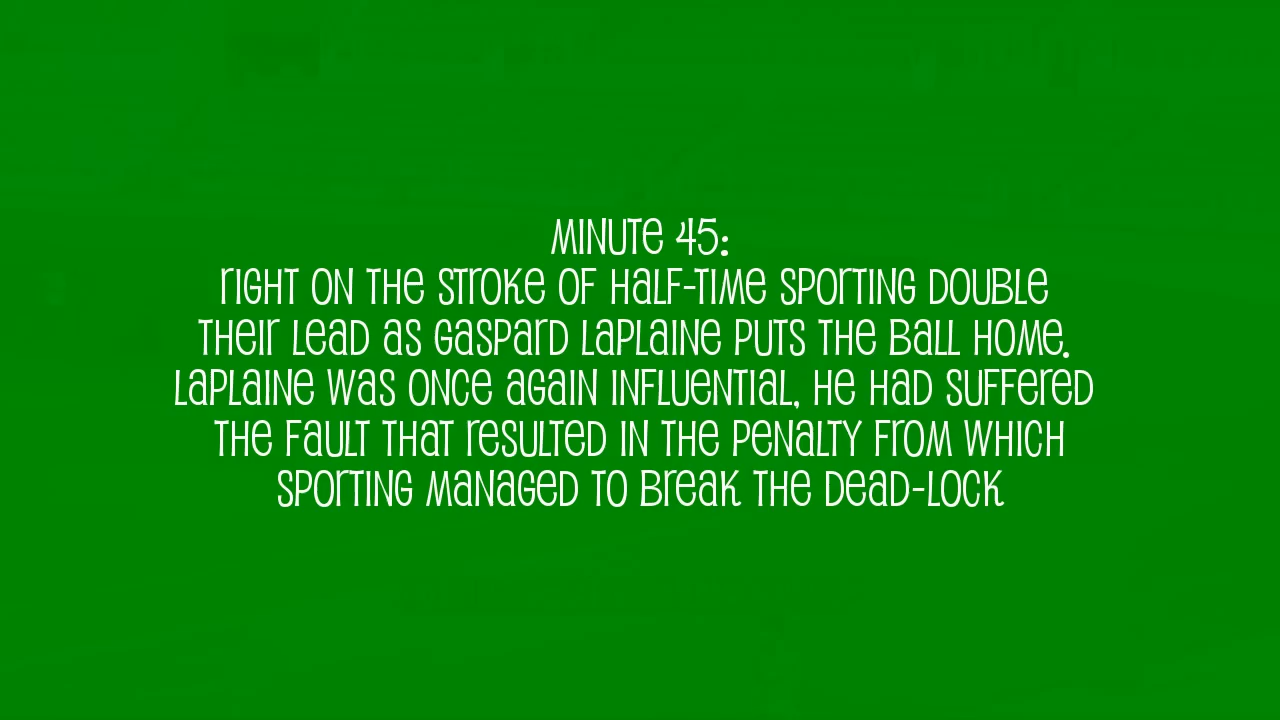 Minute 45:
Right on the stroke of half-time Sporting double
their lead as Gaspard Laplaine puts the ball home.
Laplaine was once again influential, he had suffered
the fault that resulted in the penalty from which
Sporting managed to break the dead-lock